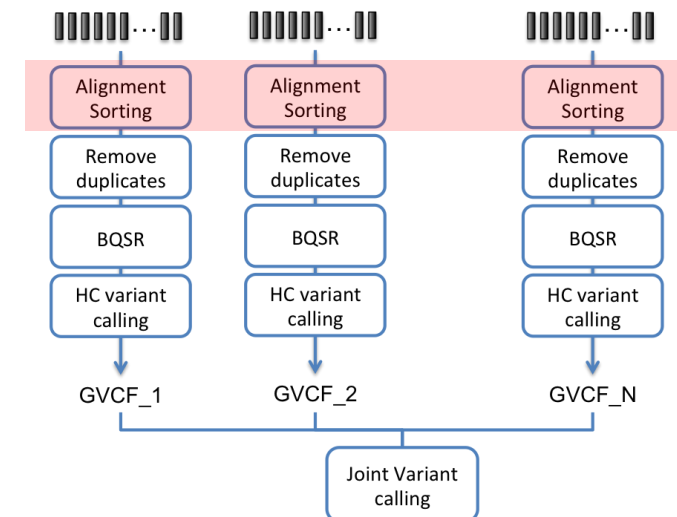 Alignment
Sorting
Alignment
Sorting
Alignment
Sorting
Remove
duplicates
Remove
duplicates
Remove
duplicates
BQSR
BQSR
BQSR
HC variant
calling
HC variant
calling
HC variant
calling
GVCF_1
GVCF_2
GVCF_N
Joint Variant
calling